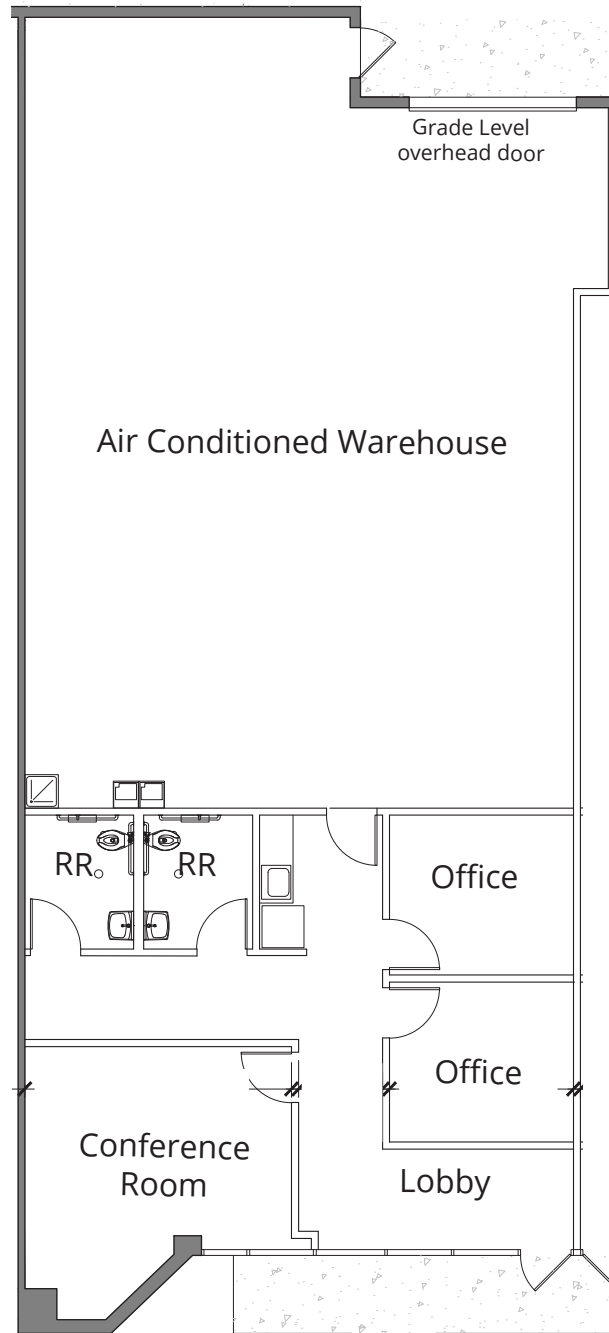 Grade Level
overhead door
Air Conditioned Warehouse
RR
RR
Office
Office
Conference
Room
Lobby